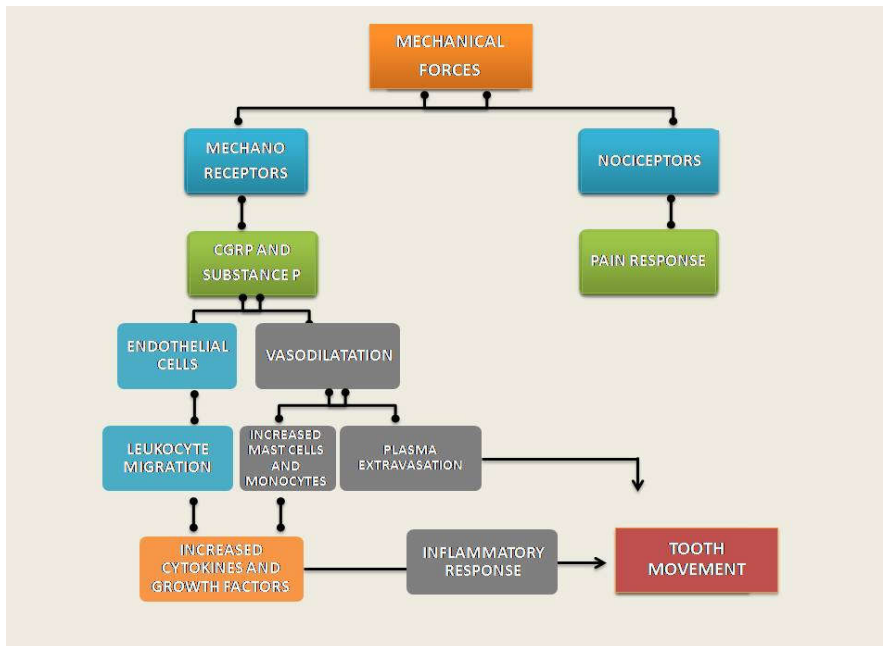 MECHANICAL
FORCES
MECHANO
RECEPTORS
NOCICEPTORS
CGRP AND
SUBSTANCE P
PAIN RESPONSE
ENDOTHELIAL
CELLS
VASODILATATION
LEUKOCYTE
MIGRATION
INCREASED
MAST CELLS
AND
MONOCYTES
PLASMA
EXTRAVASATION
INCREASED
CYTOKINES AND
GROWTH FACTORS
INFLAMMATORY
RESPONSE
TOOTH
MOVEMENT